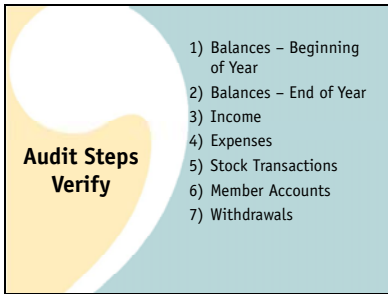 Audit Steps
Verify
1) Balances – Beginning
of Year
2) Balances – End of Year
3) Income
4) Expenses
5) Stock Transactions
6) Member Accounts
7) Withdrawals